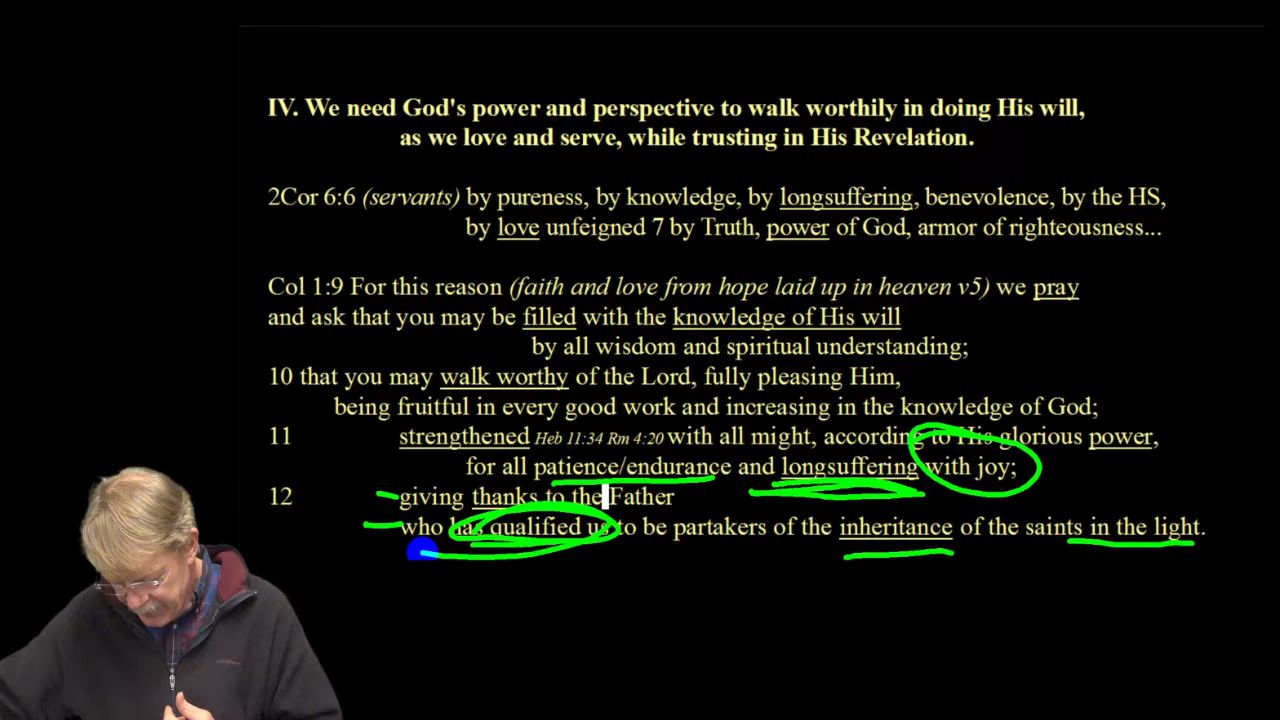 IV. We need God's power and perspective to walk worthily in doing His will,
as we love and serve, while trusting in His Revelation.
2Cor 6:6 (servants) by pureness, by knowledge, by longsuffering, benevolence, by the HS,
by love unfeigned 7 by Truth, power of God, armor of righteousness...
Col 1:9 For this reason (faith and love from hope laid up in heaven v5) we pray
and ask that you may be filled with the knowledge of His will
by all wisdom and spiritual understanding;
10 that you may walk worthy of the Lord, fully pleasing Him,
being fruitful in every good work and increasing in the knowledge of God;
11 strengthened Heb 11:34 Rm 4:20 with all might, according to His glorious power,
for all patience/endurance and longsuffering with joy;
12 giving thanks to the Father
who has qualified us to be partakers of the inheritance of the saints in the light.